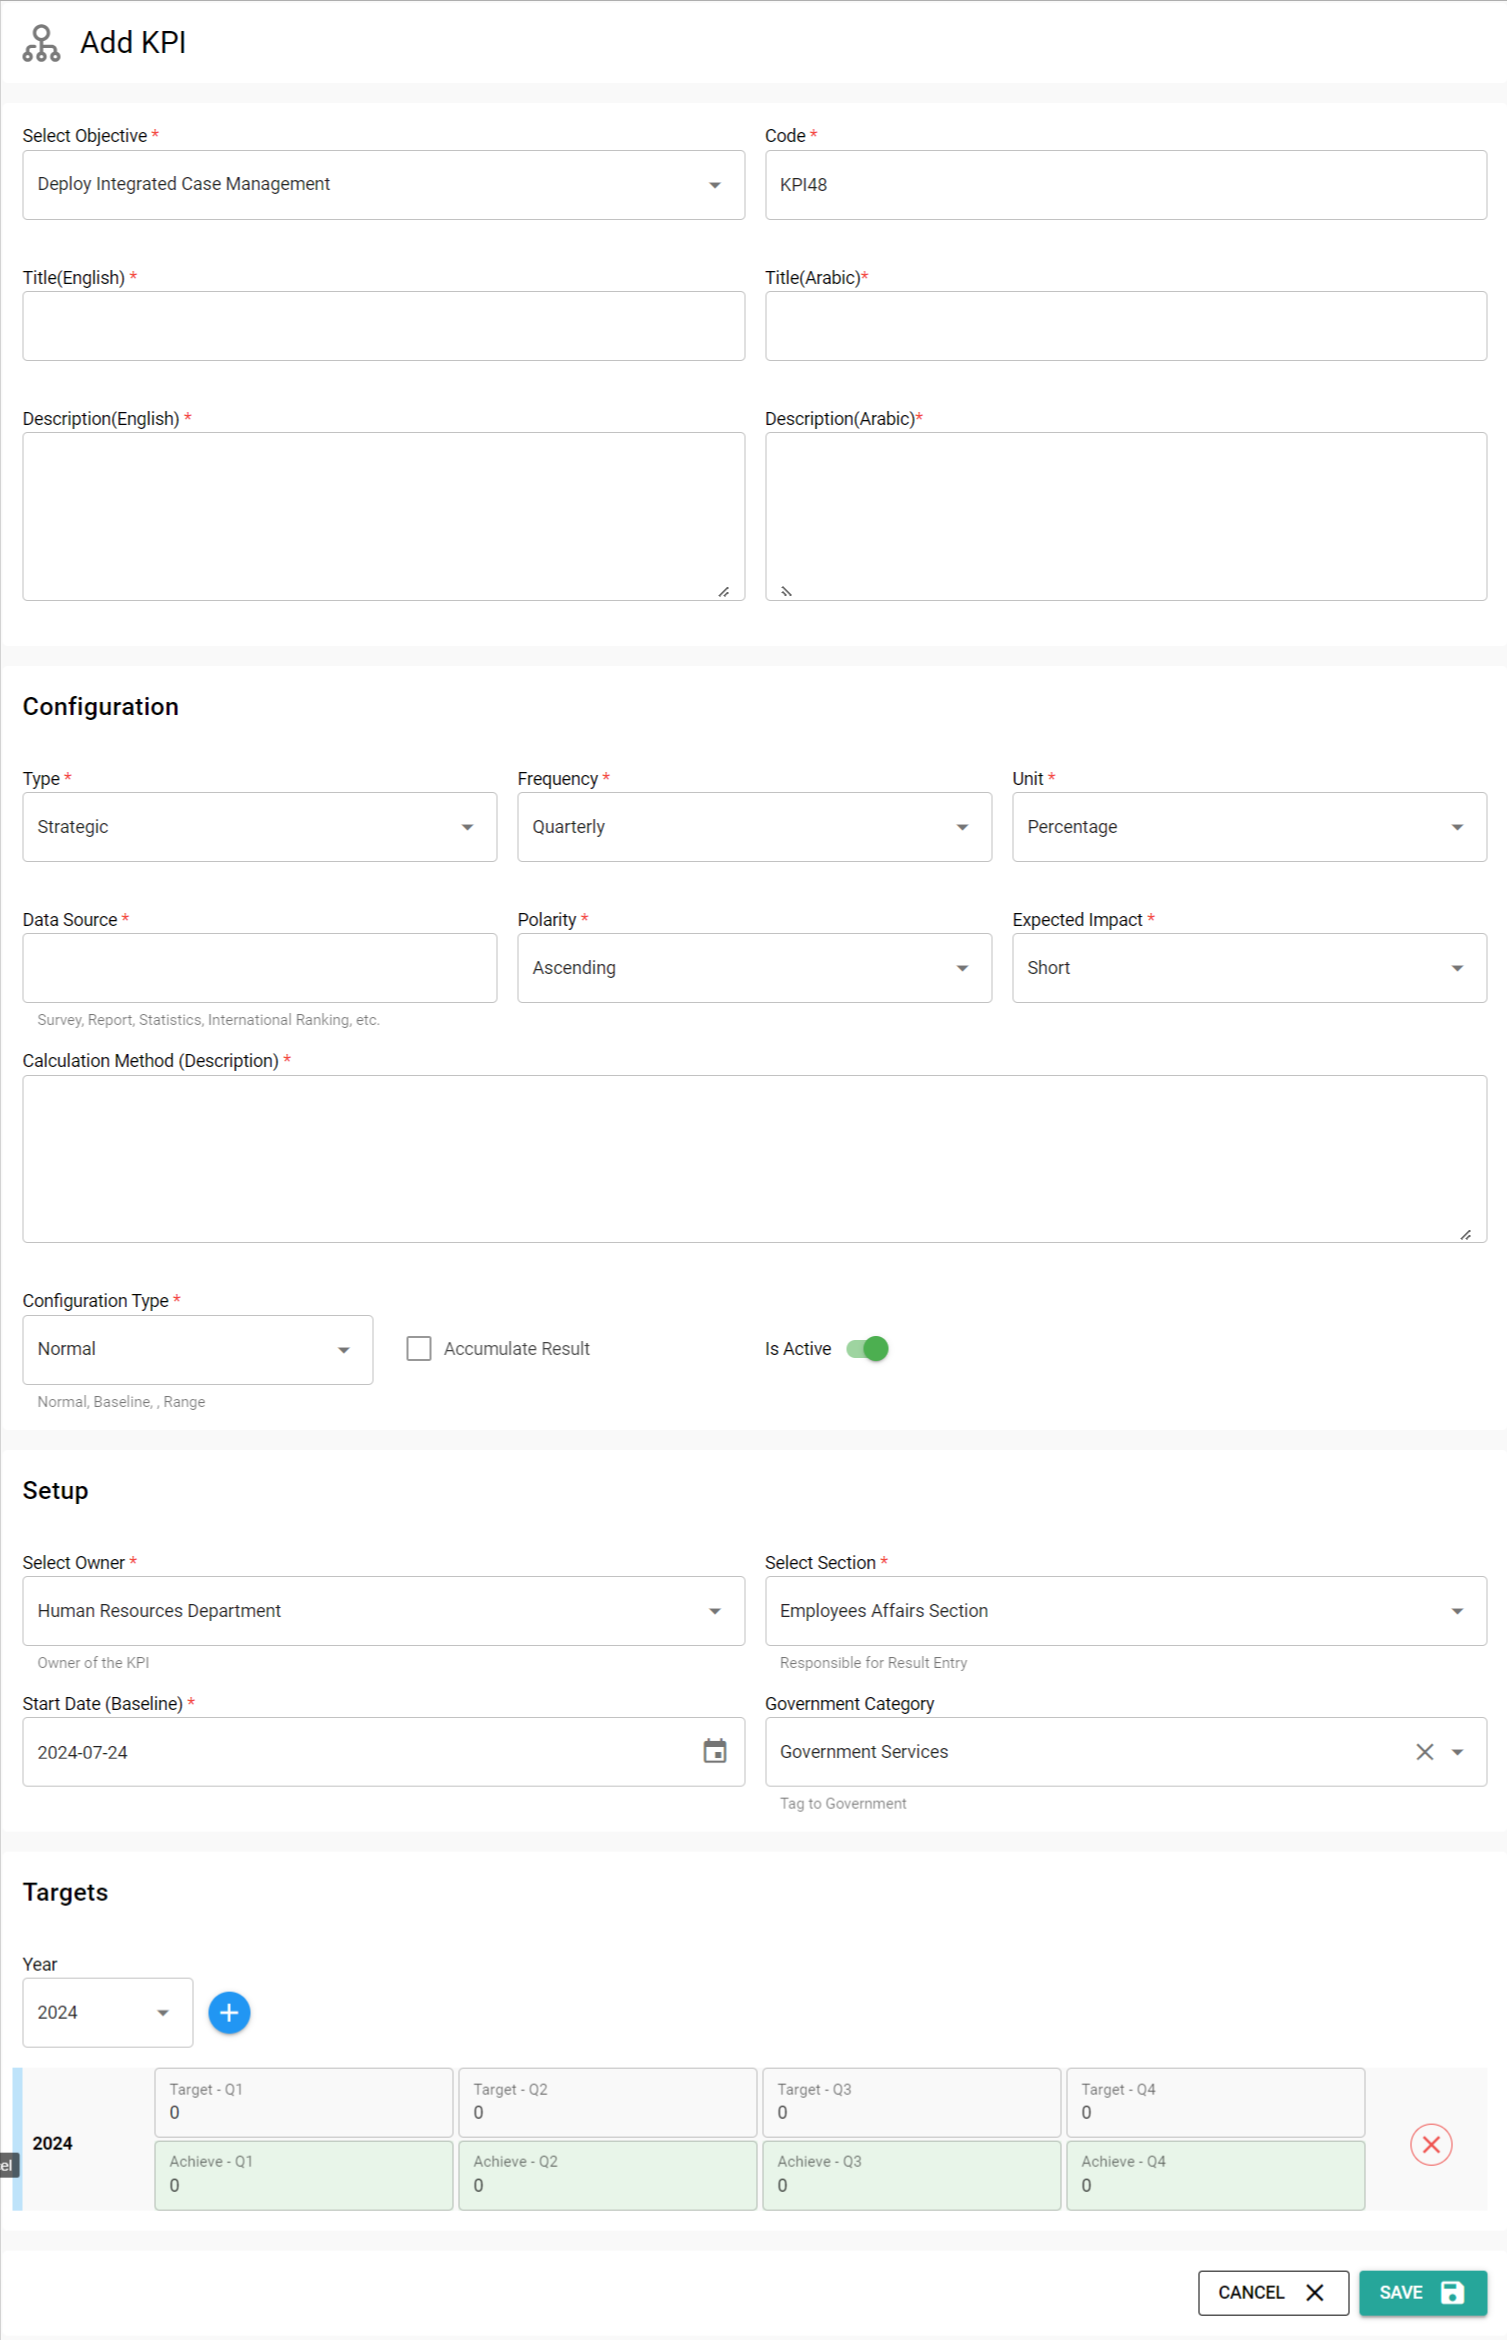 Add KPI
Select Objective *
Code *
Deploy Integrated Case Management
KPI48
Title(English) *
Title(Arabic)*
Description(English) *
Description(Arabic)*
Configuration
Type *
Frequency *
Unit *
Strategic
Quarterly
Percentage
Data Source *
Polarity *
Expected Impact *
Ascending
Short
Survey, Report, Statistics, International Ranking, etc.
Calculation Method (Description) *
Configuration Type *
Normal
Accumulate Result
Is Active
Normal, Baseline, , Range
Setup
Select Owner *
Select Section *
Human Resources Department
Employees Affairs Section
Owner of the KPI
Responsible for Result Entry
Start Date (Baseline) *
Government Category
2024-07-24
Government Services
Tag to Government
Targets
Year
2024
Target - Q1
Target - Q2
Target - Q3
Target - Q4
0
0
0
0
2024
el
Achieve - Q1
Achieve - Q2
Achieve - Q3
Achieve - Q4
0
0
0
0
CANCEL
SAVE